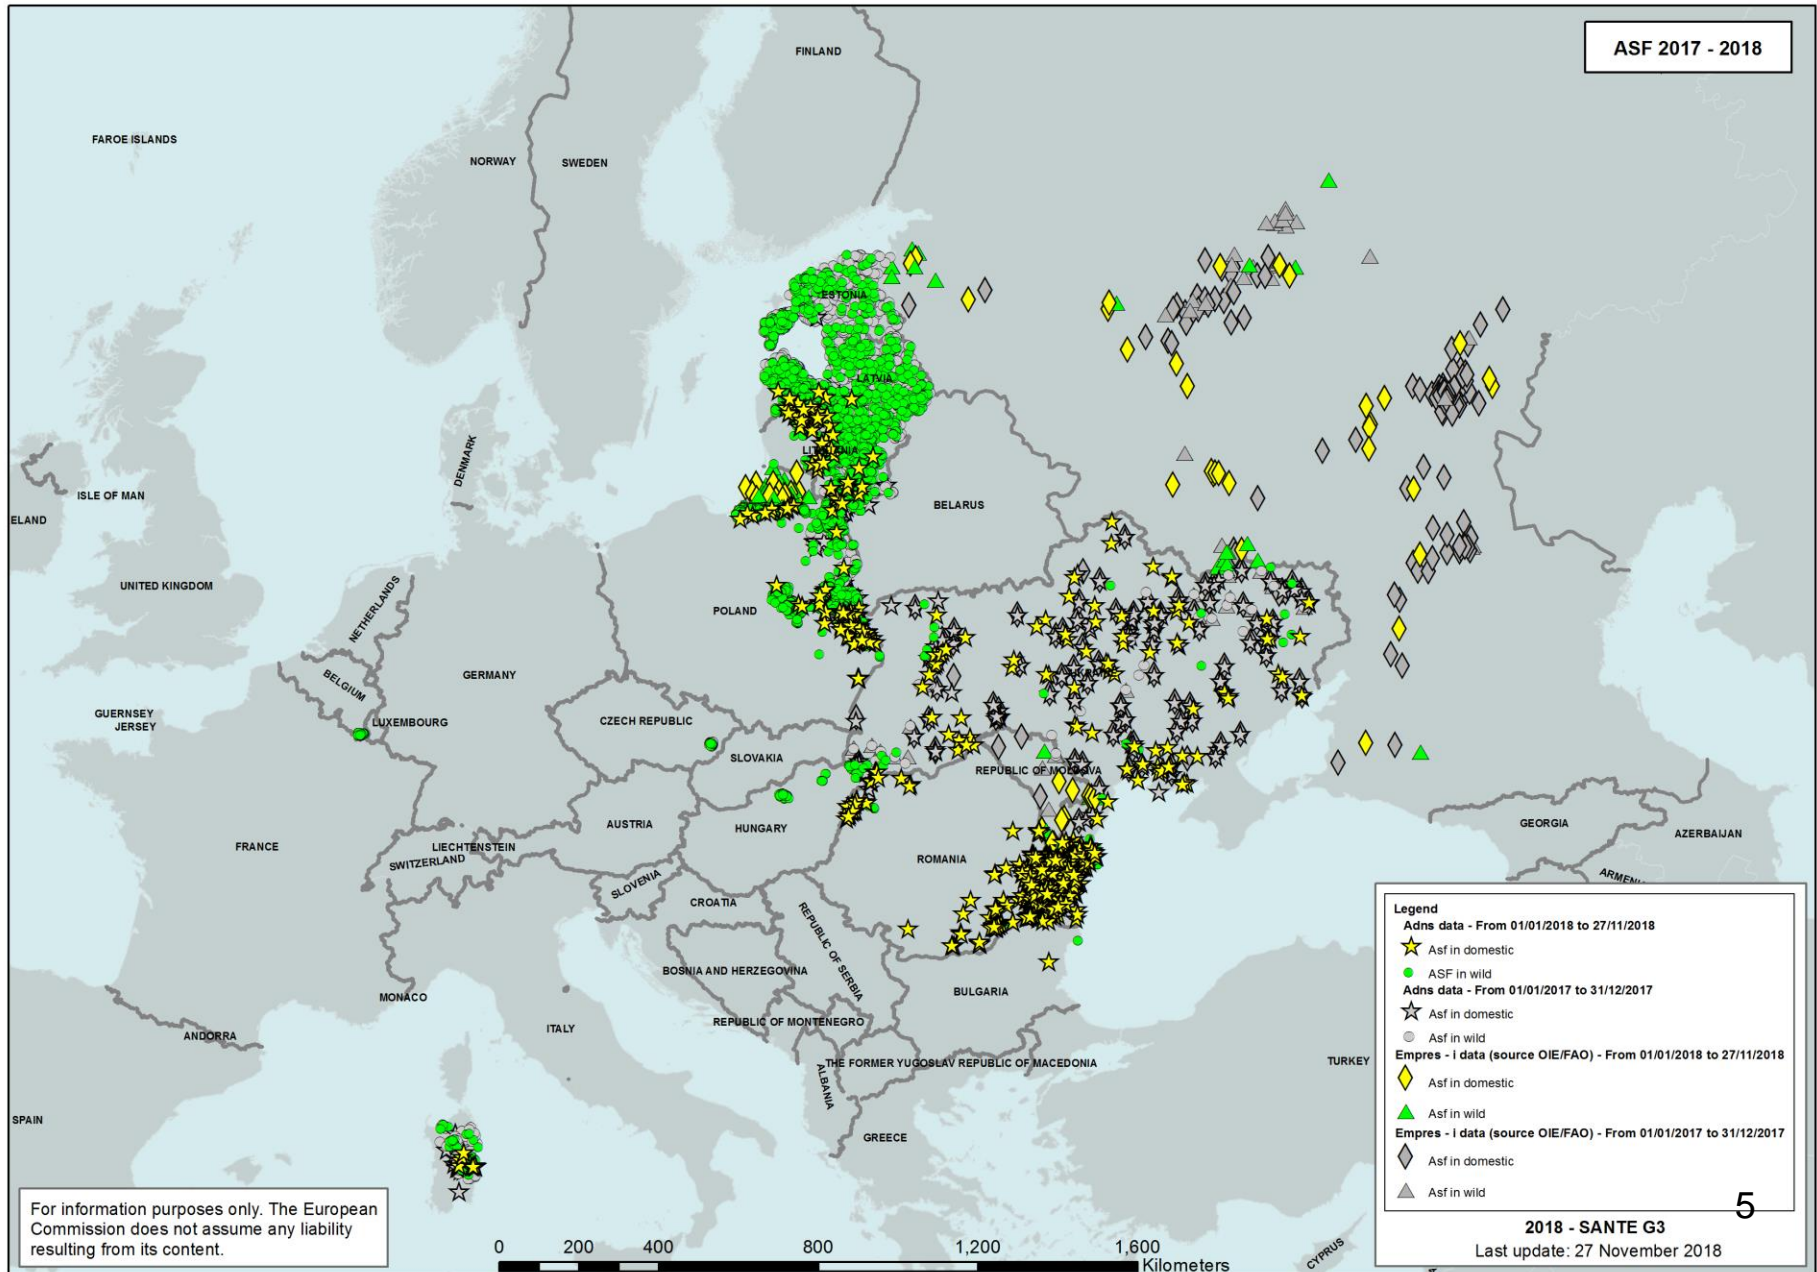 ASF 2017 - 2018
FINLAND
FAROE ISLANDS
NORWAY
SWEDEN
ESTONIA
LATVIA
DENMARK
LITHUANIA
ISLE OF MAN
ELAND
BELARUS
UNITED KINGDOM
NETHERLANDS
POLAND
BELGIUM
GERMANY
GUERNSEY
JERSEY
LUXEMBOURG
CZECH REPUBLIC
SLOVAKIA
REPUBLIC OF MOLDOVA
AUSTRIA
HUNGARY
FRANCE
LIECHTENSTEIN
SWITZERLAND
ROMANIA
GEORGIA
AZERBAIJAN
SLOVENIA
CROATIA
REPUBLIC OF SERBIA
BOSNIA AND HERZEGOVINA
BULGARIA
MONACO
ITALY
REPUBLIC OF MONTENEGRO
ANDORRA
THE FORMER YUGOSLAV REPUBLIC OF MACEDONIA
TURKEY
ALBANIA
SPAIN
GREECE
CYPRUS
Legend
Adns data - From 01/01/2018 to 27/11/2018
Asf in domestic
ASF in wild
Adns data - From 01/01/2017 to 31/12/2017
Asf in domestic
Asf in wild
Empres - i data (source OIE/FAO) - From 01/01/2018 to 27/11/2018
Asf in domestic
Asf in wild
Empres - i data (source OIE/FAO) - From 01/01/2017 to 31/12/2017
Asf in domestic
Asf in wild
5
2018 - SANTE G3
Last update: 27 November 2018
For information purposes only. The European
Commission does not assume any liability
resulting from its content.
0 200 400 800 1,200 1,600
Kilometers